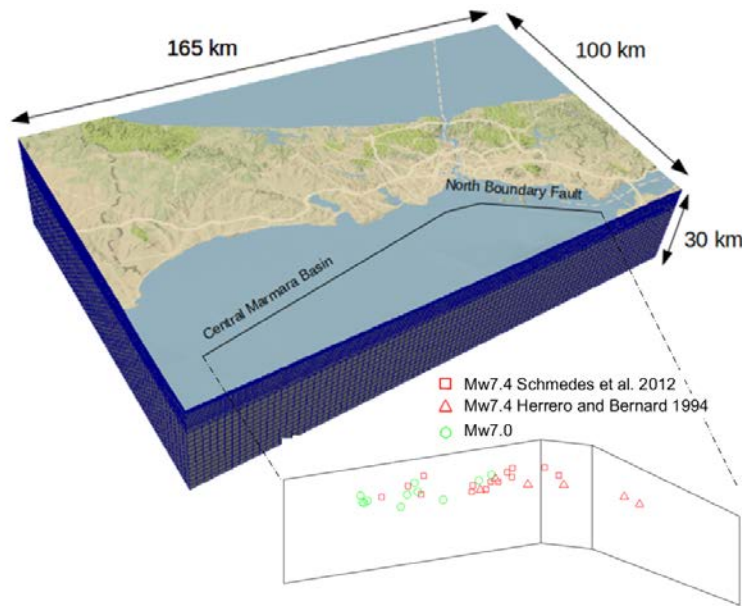 165 km
100 km
North Boundary Fault
30 km
Central Marmara Basin
Mw7.4 Schmedes et al. 2012
Mw7.4 Herrero and Bernard 1994
Mw7.0